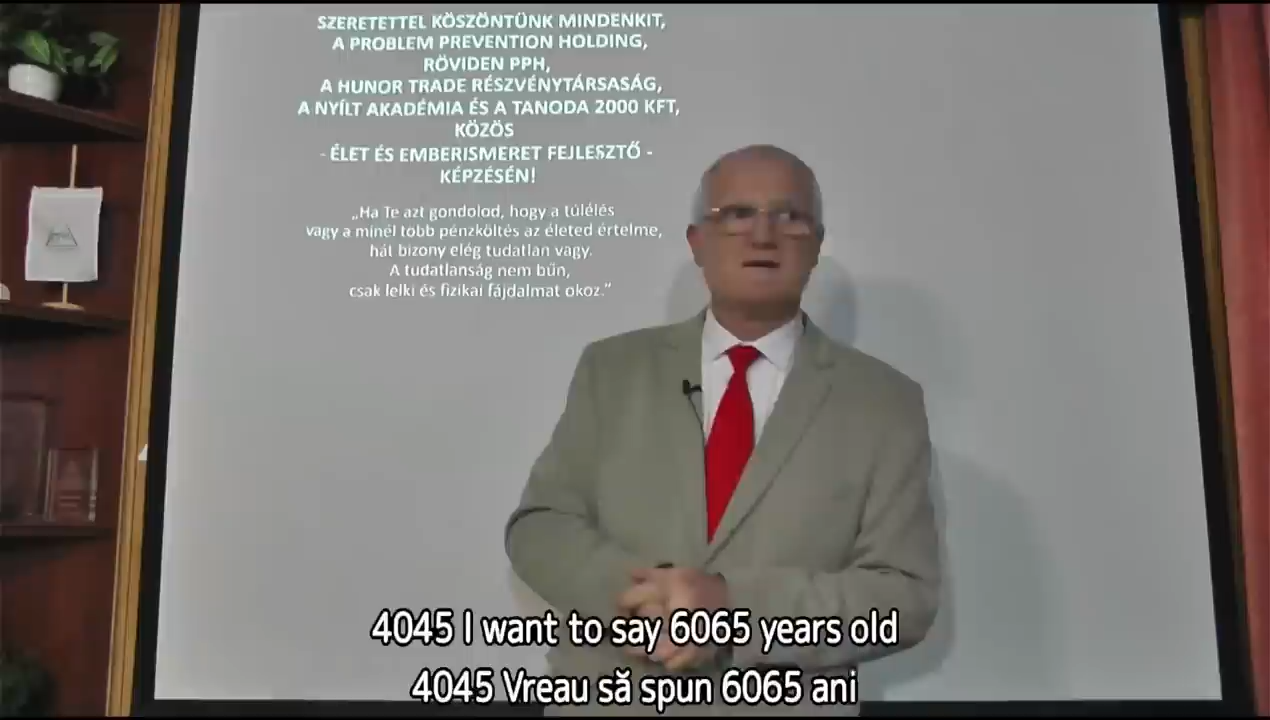 SZERETETTEL KÖSZÖNTÜNK MINDENKIT,
A PROBLEM PREVENTION HOLDING,
RÖVIDEN PPH,
A HUNOR TRADE RÉSZVÉNYTÁRSASÁG,
A NYÍLT AKADÉMIA ÉS A TANODA 2000 KFT,
KÖZÖS
- ÉLET ÉS EMBERISMERET FEJLESZTŐ -
KÉPZÉSÉN!
„Ha Te azt gondolod, hogy a túlélés
vagy a minél több pénzköltés az életed értelme,
hát bizony elég tudatlan vagy.
A tudatlanság nem bűn,
csak lelki és fizikai fájdalmat okoz.”
4045 I want to say 6065 years old
4045 Vreau să spun 6065 ani